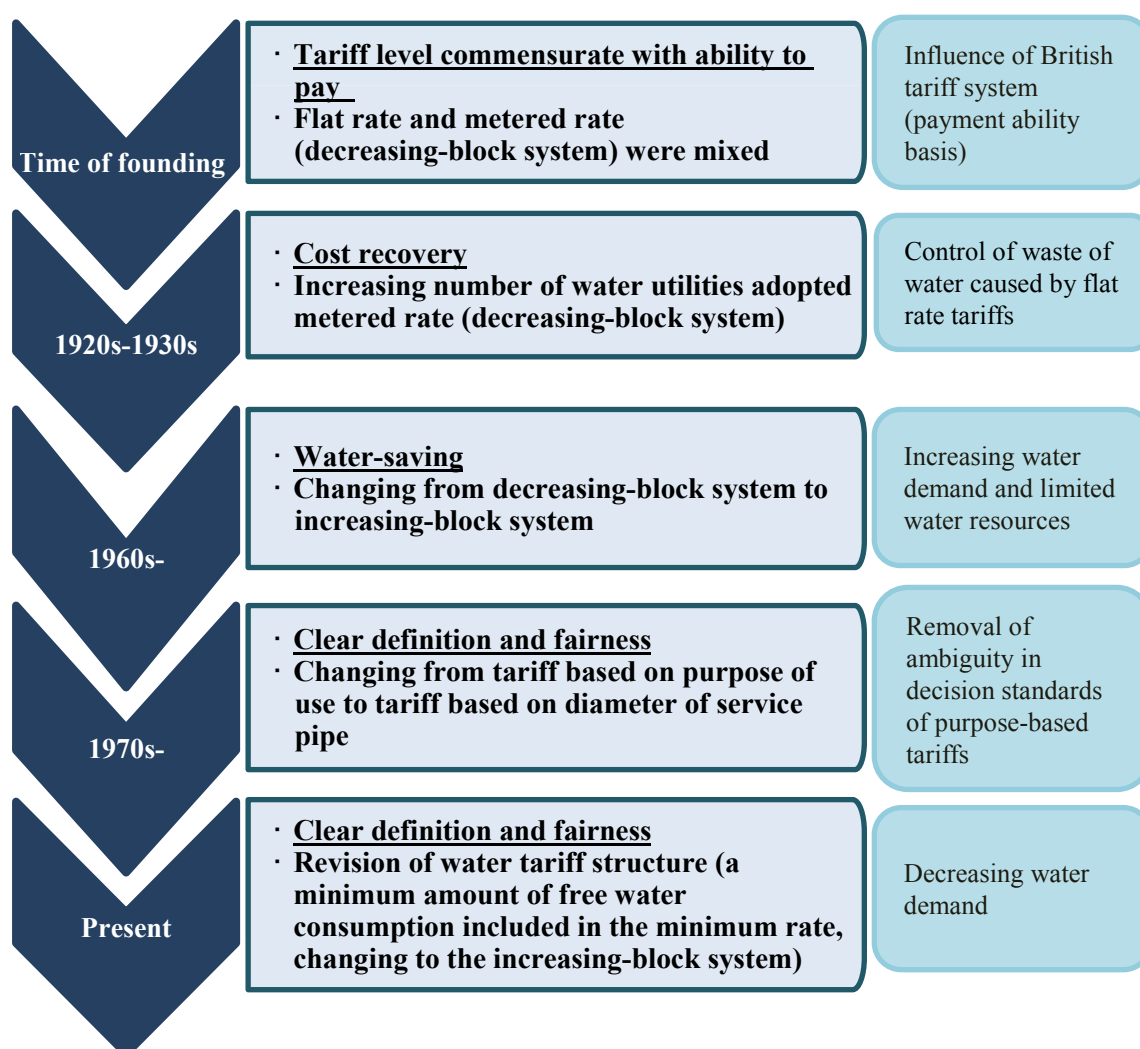 Time of founding
· Tariff level commensurate with ability to
pay
· Flat rate and metered rate
(decreasing-block system) were mixed
Influence of British
tariff system
(payment ability
basis)
1920s-1930s
· Cost recovery
· Increasing number of water utilities adopted
metered rate (decreasing-block system)
Control of waste of
water caused by flat
rate tariffs
1960s-
· Water-saving
· Changing from decreasing-block system to
increasing-block system
Increasing water
demand and limited
water resources
1970s-
· Clear definition and fairness
· Changing from tariff based on purpose of
use to tariff based on diameter of service
pipe
Removal of
ambiguity in
decision standards
of purpose-based
tariffs
Present
· Clear definition and fairness
· Revision of water tariff structure (a
minimum amount of free water
consumption included in the minimum rate,
changing to the increasing-block system)
Decreasing water
demand